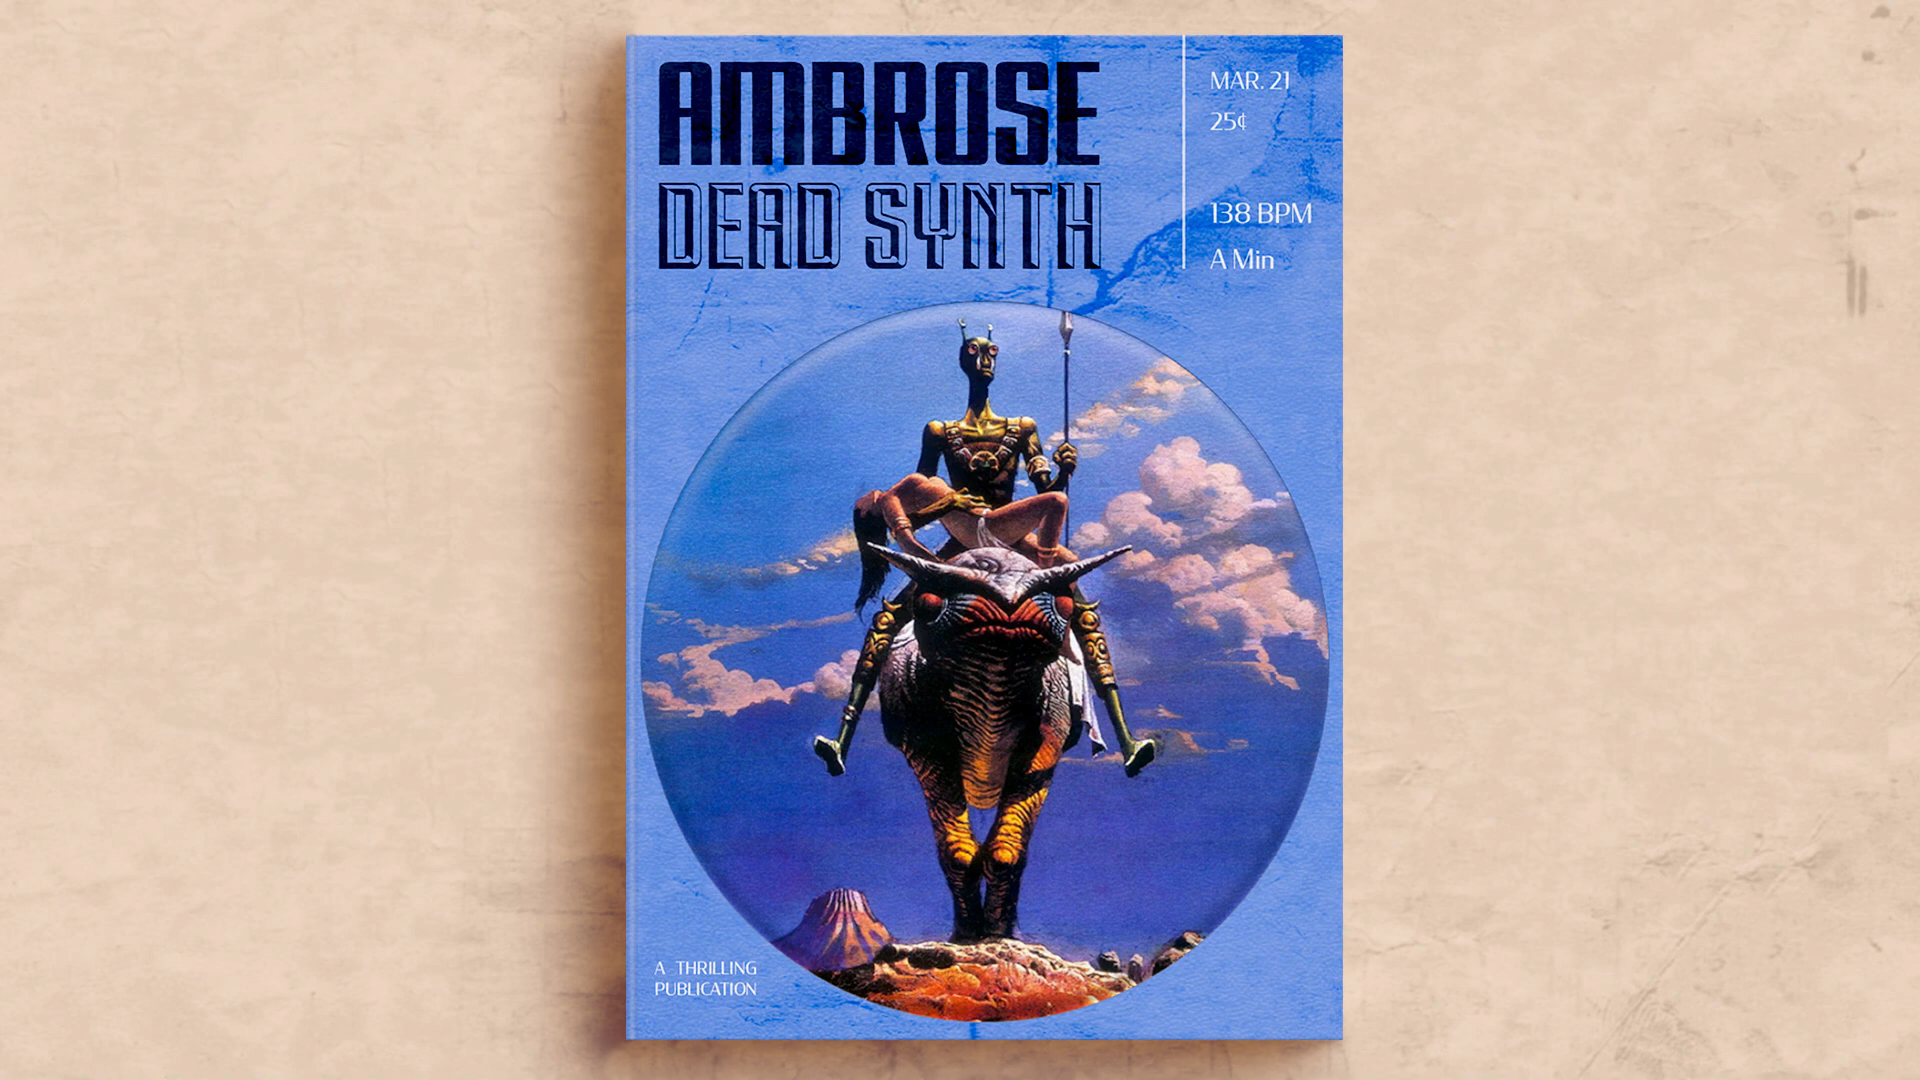 AMBROSE
DEAD SYNTH
MAR. 21
25¢
138 BPM
A Min
A THRILLING
PUBLICATION